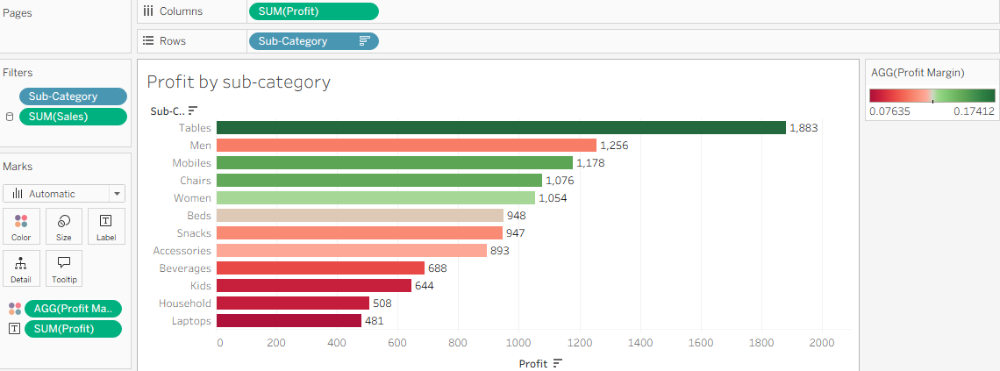 Pages
Columns SUM(Profit)
Rows Sub-Category
Filters
Sub-Category
SUM(Sales)
Marks
Automatic
Color Size Label
Detail Tooltip
AGG(Profit Ma..
SUM(Profit)
Profit by sub-category
Sub-C..
Tables 1,883
Men 1,256
Mobiles 1,178
Chairs 1,076
Women 1,054
Beds 948
Snacks 947
Accessories 893
Beverages 688
Kids 644
Household 508
Laptops 481
0 200 400 600 800 1000 1200 1400 1600 1800 2000
Profit
AGG(Profit Margin)
0.07635 0.17412